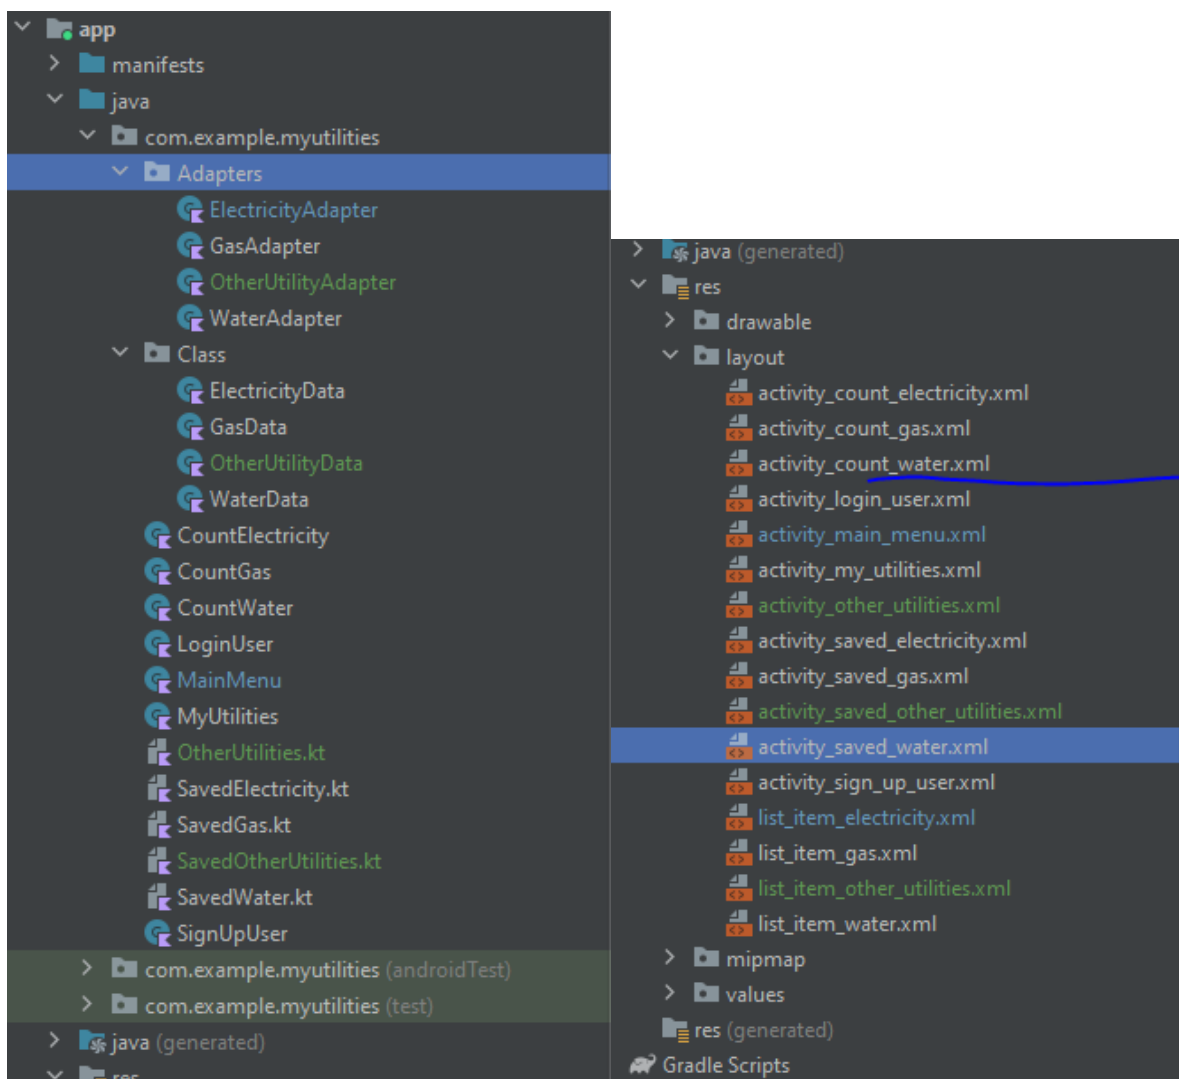 app
manifests
java
com.example.myutilities
Adapters
ElectricityAdapter
GasAdapter
OtherUtilityAdapter
WaterAdapter
Class
ElectricityData
GasData
OtherUtilityData
WaterData
CountElectricity
CountGas
CountWater
LoginUser
MainMenu
MyUtilities
OtherUtilities.kt
SavedElectricity.kt
SavedGas.kt
SavedOtherUtilities.kt
SavedWater.kt
SignUpUser
com.example.myutilities (androidTest)
com.example.myutilities (test)
java (generated)
res
java (generated)
res
drawable
layout
activity_count_electricity.xml
activity_count_gas.xml
activity_count_water.xml
activity_login_user.xml
activity_main_menu.xml
activity_my_utilities.xml
activity_other_utilities.xml
activity_saved_electricity.xml
activity_saved_gas.xml
activity_saved_other_utilities.xml
activity_saved_water.xml
activity_sign_up_user.xml
list_item_electricity.xml
list_item_gas.xml
list_item_other_utilities.xml
list_item_water.xml
mipmap
values
res (generated)
Gradle Scripts